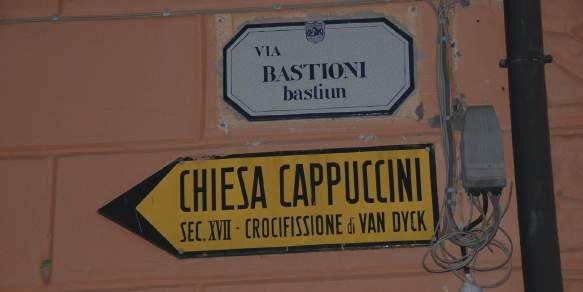 VIA
BASTIONI
bastiun
CHIESA CAPPUCCINI
SEC. XVII - CROCIFISSIONE di VAN DYCK